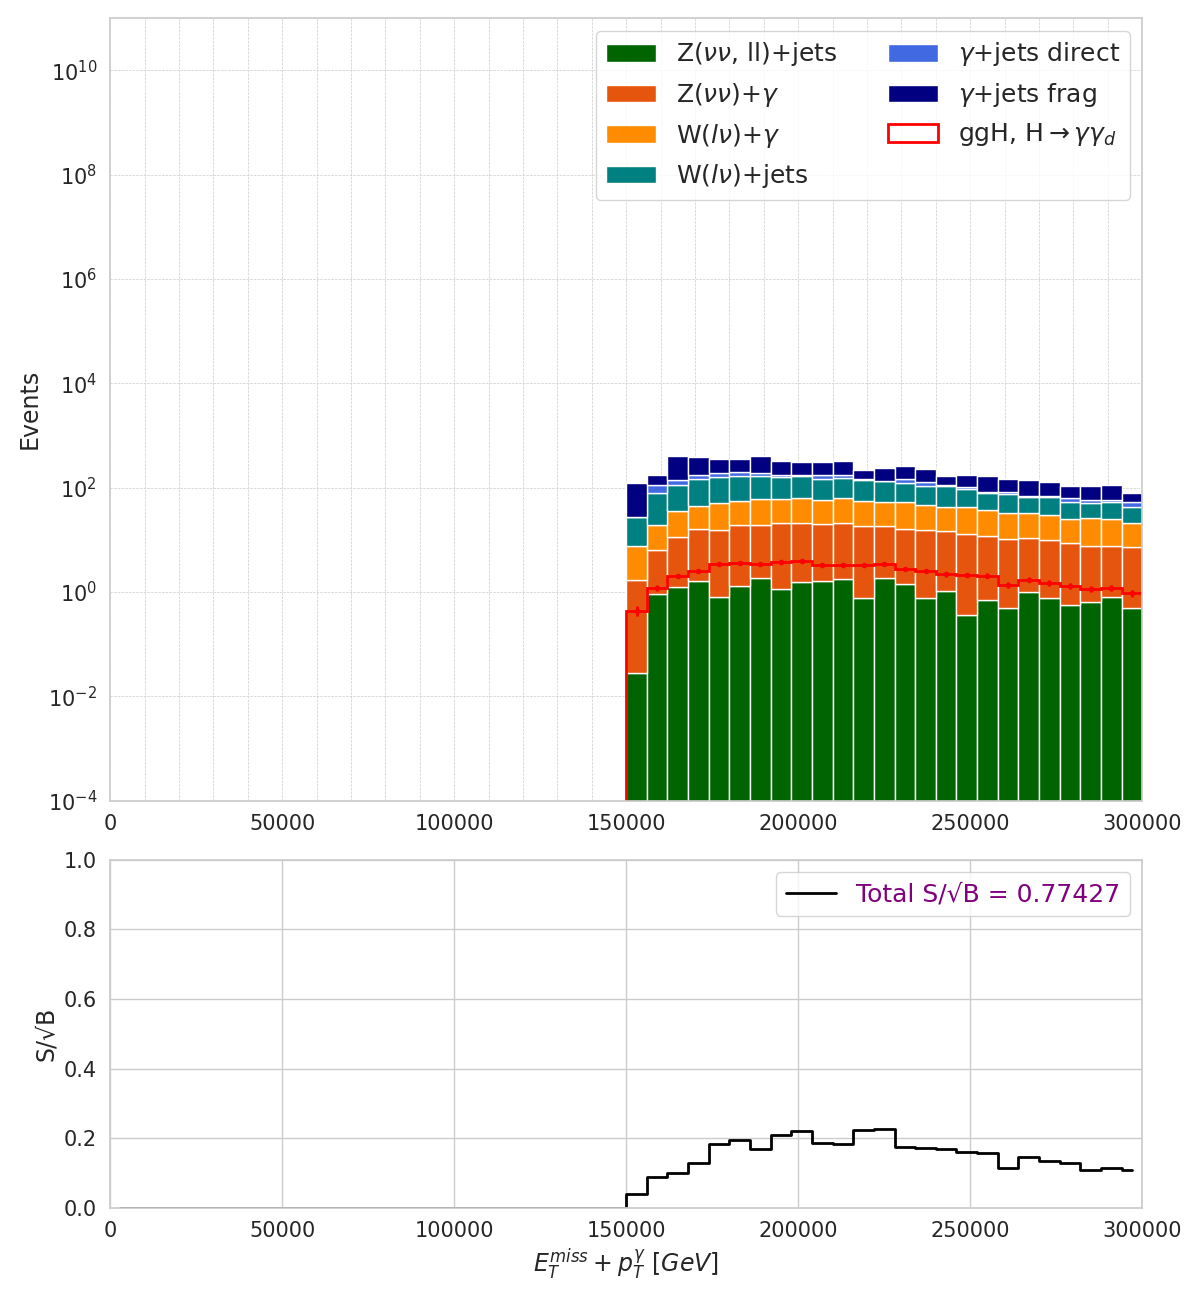 Z(νν, ll)+jets
Z(νν)+γ
W(lν)+γ
W(lν)+jets
γ+jets direct
γ+jets frag
ggH, H→γγ_d
Events
10^10
10^8
10^6
10^4
10^2
10^0
10^−2
10^−4
0 50000 100000 150000 200000 250000 300000
Total S/√B = 0.77427
S/√B
1.0
0.8
0.6
0.4
0.2
0.0
0 50000 100000 150000 200000 250000 300000
E_T^miss + p_T^γ [GeV]